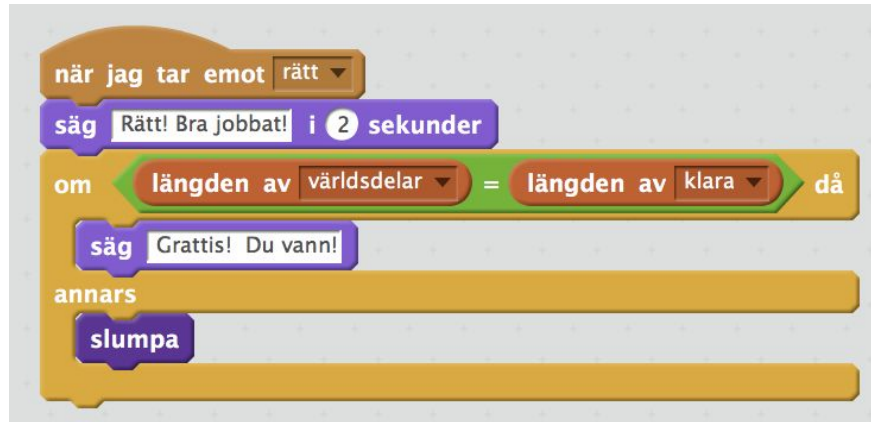 när jag tar emot rätt
säg Rätt! Bra jobbat! i 2 sekunder
om längden av världsdelar = längden av klara då
säg Grattis! Du vann!
annars
slumpa